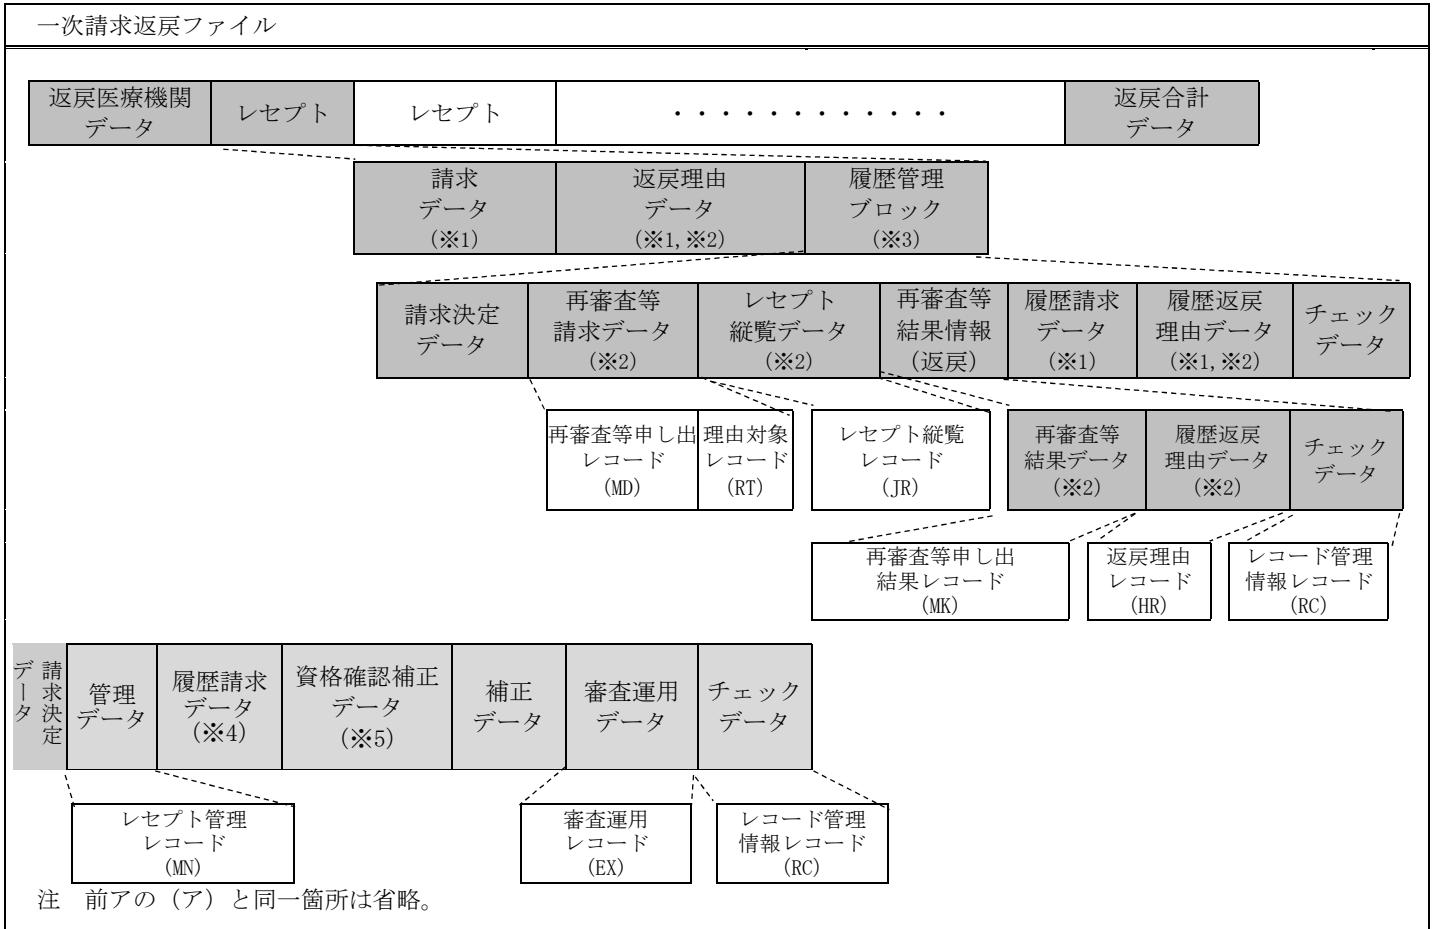 一次請求返戻ファイル
返戻医療機関
データ
レセプト
レセプト
・・・・・・・・・・・・
返戻合計
データ
請求
データ
(※1)
返戻理由
データ
(※1,※2)
履歴管理
ブロック
(※3)
請求決定
データ
再審査等
請求データ
(※2)
レセプト
縦覧データ
(※2)
再審査等
結果情報
(返戻)
履歴請求
データ
(※1)
履歴返戻
理由データ
(※1,※2)
チェック
データ
再審査等申し出
レコード
(MD)
理由対象
レコード
(RT)
レセプト縦覧
レコード
(JR)
再審査等
結果データ
(※2)
履歴返戻
理由データ
(※2)
チェック
データ
再審査等申し出
結果レコード
(MK)
返戻理由
レコード
(HR)
レコード管理
情報レコード
(RC)
請求決定
データ
管理
データ
履歴請求
データ
(※4)
資格確認補正
データ
(※5)
補正
データ
審査運用
データ
チェック
データ
レセプト管理
レコード
(MN)
審査運用
レコード
(EX)
レコード管理
情報レコード
(RC)
注　前アの（ア）と同一箇所は省略。